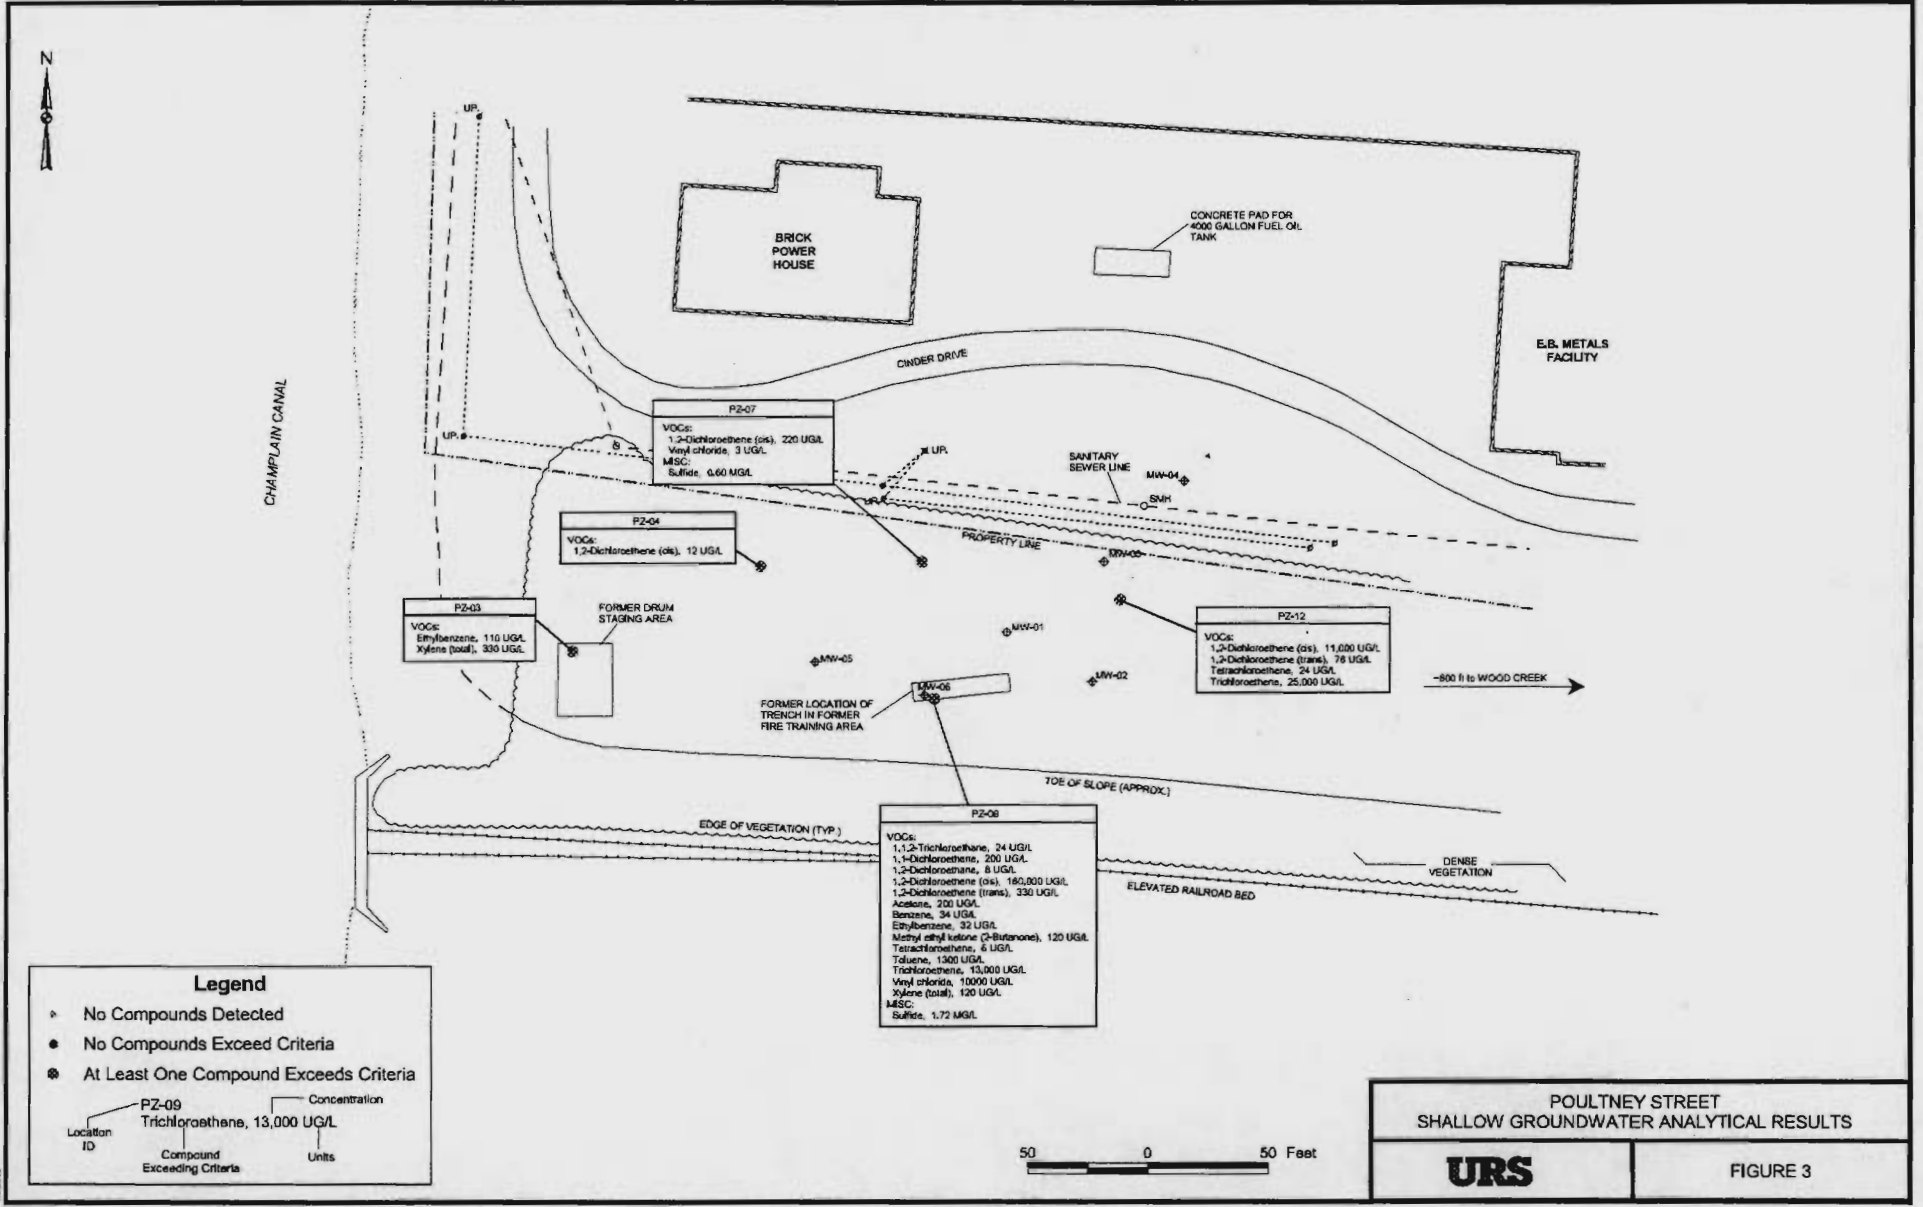 N
UP.
BRICK
POWER
HOUSE
CONCRETE PAD FOR
4000 GALLON FUEL OIL
TANK
E.B. METALS
FACILITY
CINDER DRIVE
CHAMPLAIN CANAL
UP.
PZ-07
VOCs:
1,2-Dichloroethene (cis), 220 UG/L
Vinyl chloride, 3 UG/L
MISC:
Sulfide, 0.60 MG/L
UP.
SANITARY
SEWER LINE
MW-04
SMH
PZ-04
VOCs:
1,2-Dichloroethene (cis), 12 UG/L
PROPERTY LINE
PZ-03
VOCs:
Ethylbenzene, 110 UG/L
Xylene (total), 330 UG/L
FORMER DRUM
STAGING AREA
MW-01
PZ-12
VOCs:
1,2-Dichloroethene (cis), 11,000 UG/L
1,2-Dichloroethene (trans), 76 UG/L
Tetrachloroethene, 24 UG/L
Trichloroethene, 25,000 UG/L
MW-05
MW-02
MW-06
~800 ft to WOOD CREEK
FORMER LOCATION OF
TRENCH IN FORMER
FIRE TRAINING AREA
TOE OF SLOPE (APPROX.)
EDGE OF VEGETATION (TYP.)
VOCs:
1,1,2-Trichloroethane, 24 UG/L
1,1-Dichloroethene, 200 UG/L
1,2-Dichloroethane, 8 UG/L
1,2-Dichloroethene (cis), 160,000 UG/L
1,2-Dichloroethene (trans), 330 UG/L
Acetone, 200 UG/L
Benzene, 34 UG/L
Ethylbenzene, 32 UG/L
Methyl ethyl ketone (2-Butanone), 120 UG/L
Tetrachloroethene, 6 UG/L
Toluene, 1300 UG/L
Trichloroethene, 13,000 UG/L
Vinyl chloride, 10000 UG/L
Xylene (total), 120 UG/L
MISC:
Sulfide, 1.72 MG/L
DENSE
VEGETATION
ELEVATED RAILROAD BED
Legend
No Compounds Detected
No Compounds Exceed Criteria
At Least One Compound Exceeds Criteria
PZ-09
Concentration
Trichloroethene, 13,000 UG/L
Location
ID
Compound
Exceeding Criteria
Units
50 0 50 Feet
POULTNEY STREET
SHALLOW GROUNDWATER ANALYTICAL RESULTS
URS
FIGURE 3